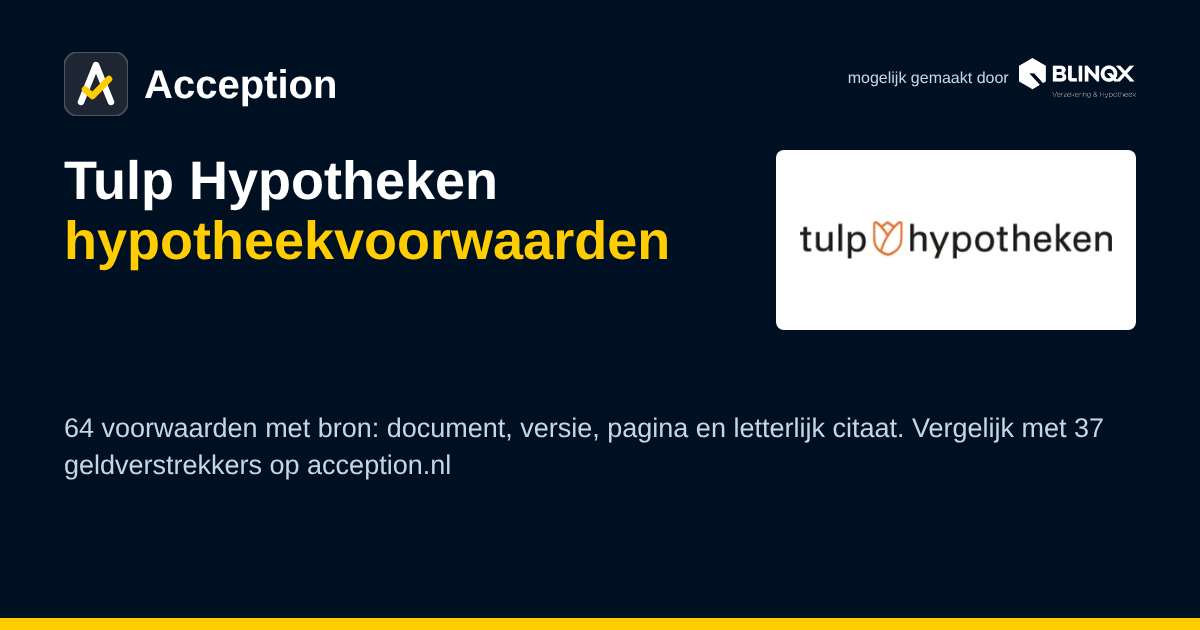 Acception
mogelijk gemaakt door BLINQX
Verzekering & Hypotheek
Tulp Hypotheken
hypotheekvoorwaarden
tulp hypotheken
64 voorwaarden met bron: document, versie, pagina en letterlijk citaat. Vergelijk met 37
geldverstrekkers op acception.nl